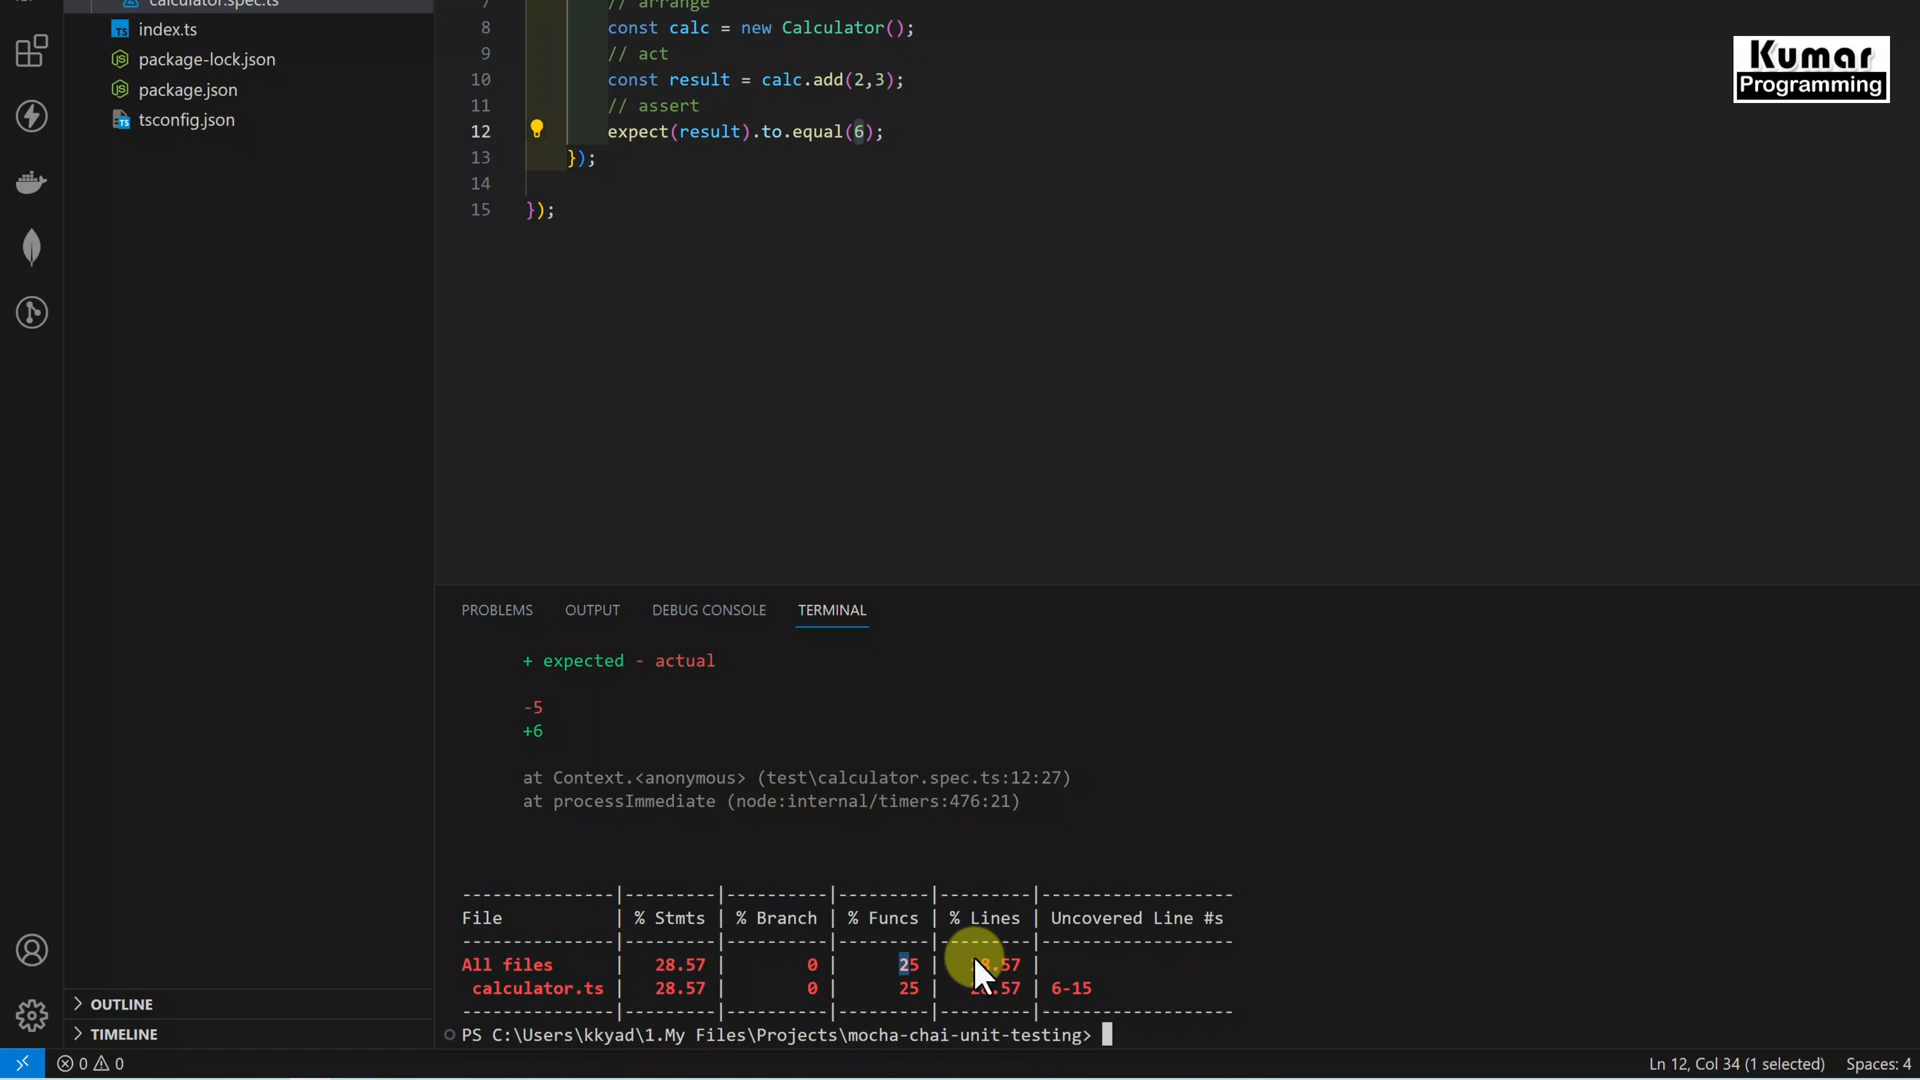 calculator.spec.ts
index.ts
package-lock.json
package.json
tsconfig.json
OUTLINE
TIMELINE
7 // arrange
8 const calc = new Calculator();
9 // act
10 const result = calc.add(2,3);
11 // assert
12 expect(result).to.equal(6);
13 });
14
15 });
Kumar
Programming
PROBLEMS OUTPUT DEBUG CONSOLE TERMINAL
+ expected - actual
-5
+6
at Context.<anonymous> (test\calculator.spec.ts:12:27)
at processImmediate (node:internal/timers:476:21)
---------------|---------|----------|---------|---------|-------------------
File | % Stmts | % Branch | % Funcs | % Lines | Uncovered Line #s
---------------|---------|----------|---------|---------|-------------------
All files | 28.57 | 0 | 25 | 28.57 |
calculator.ts | 28.57 | 0 | 25 | 28.57 | 6-15
---------------|---------|----------|---------|---------|-------------------
PS C:\Users\kkyad\1.My Files\Projects\mocha-chai-unit-testing>
0 0 Ln 12, Col 34 (1 selected) Spaces: 4